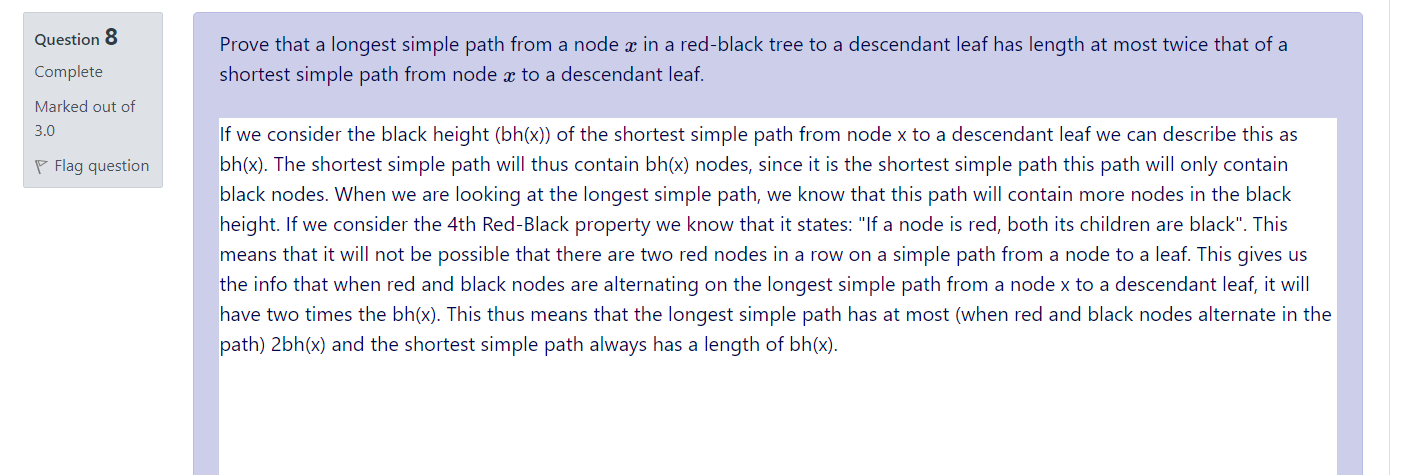 Question 8
Complete
Marked out of
3.0
Flag question
Prove that a longest simple path from a node x in a red-black tree to a descendant leaf has length at most twice that of a
shortest simple path from node x to a descendant leaf.
If we consider the black height (bh(x)) of the shortest simple path from node x to a descendant leaf we can describe this as
bh(x). The shortest simple path will thus contain bh(x) nodes, since it is the shortest simple path this path will only contain
black nodes. When we are looking at the longest simple path, we know that this path will contain more nodes in the black
height. If we consider the 4th Red-Black property we know that it states: "If a node is red, both its children are black". This
means that it will not be possible that there are two red nodes in a row on a simple path from a node to a leaf. This gives us
the info that when red and black nodes are alternating on the longest simple path from a node x to a descendant leaf, it will
have two times the bh(x). This thus means that the longest simple path has at most (when red and black nodes alternate in the
path) 2bh(x) and the shortest simple path always has a length of bh(x).